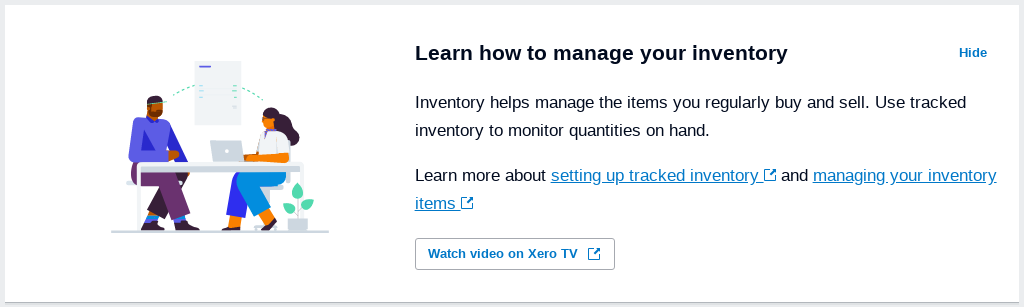 Learn how to manage your inventory
Hide
Inventory helps manage the items you regularly buy and sell. Use tracked
inventory to monitor quantities on hand.
Learn more about setting up tracked inventory and managing your inventory
items
Watch video on Xero TV